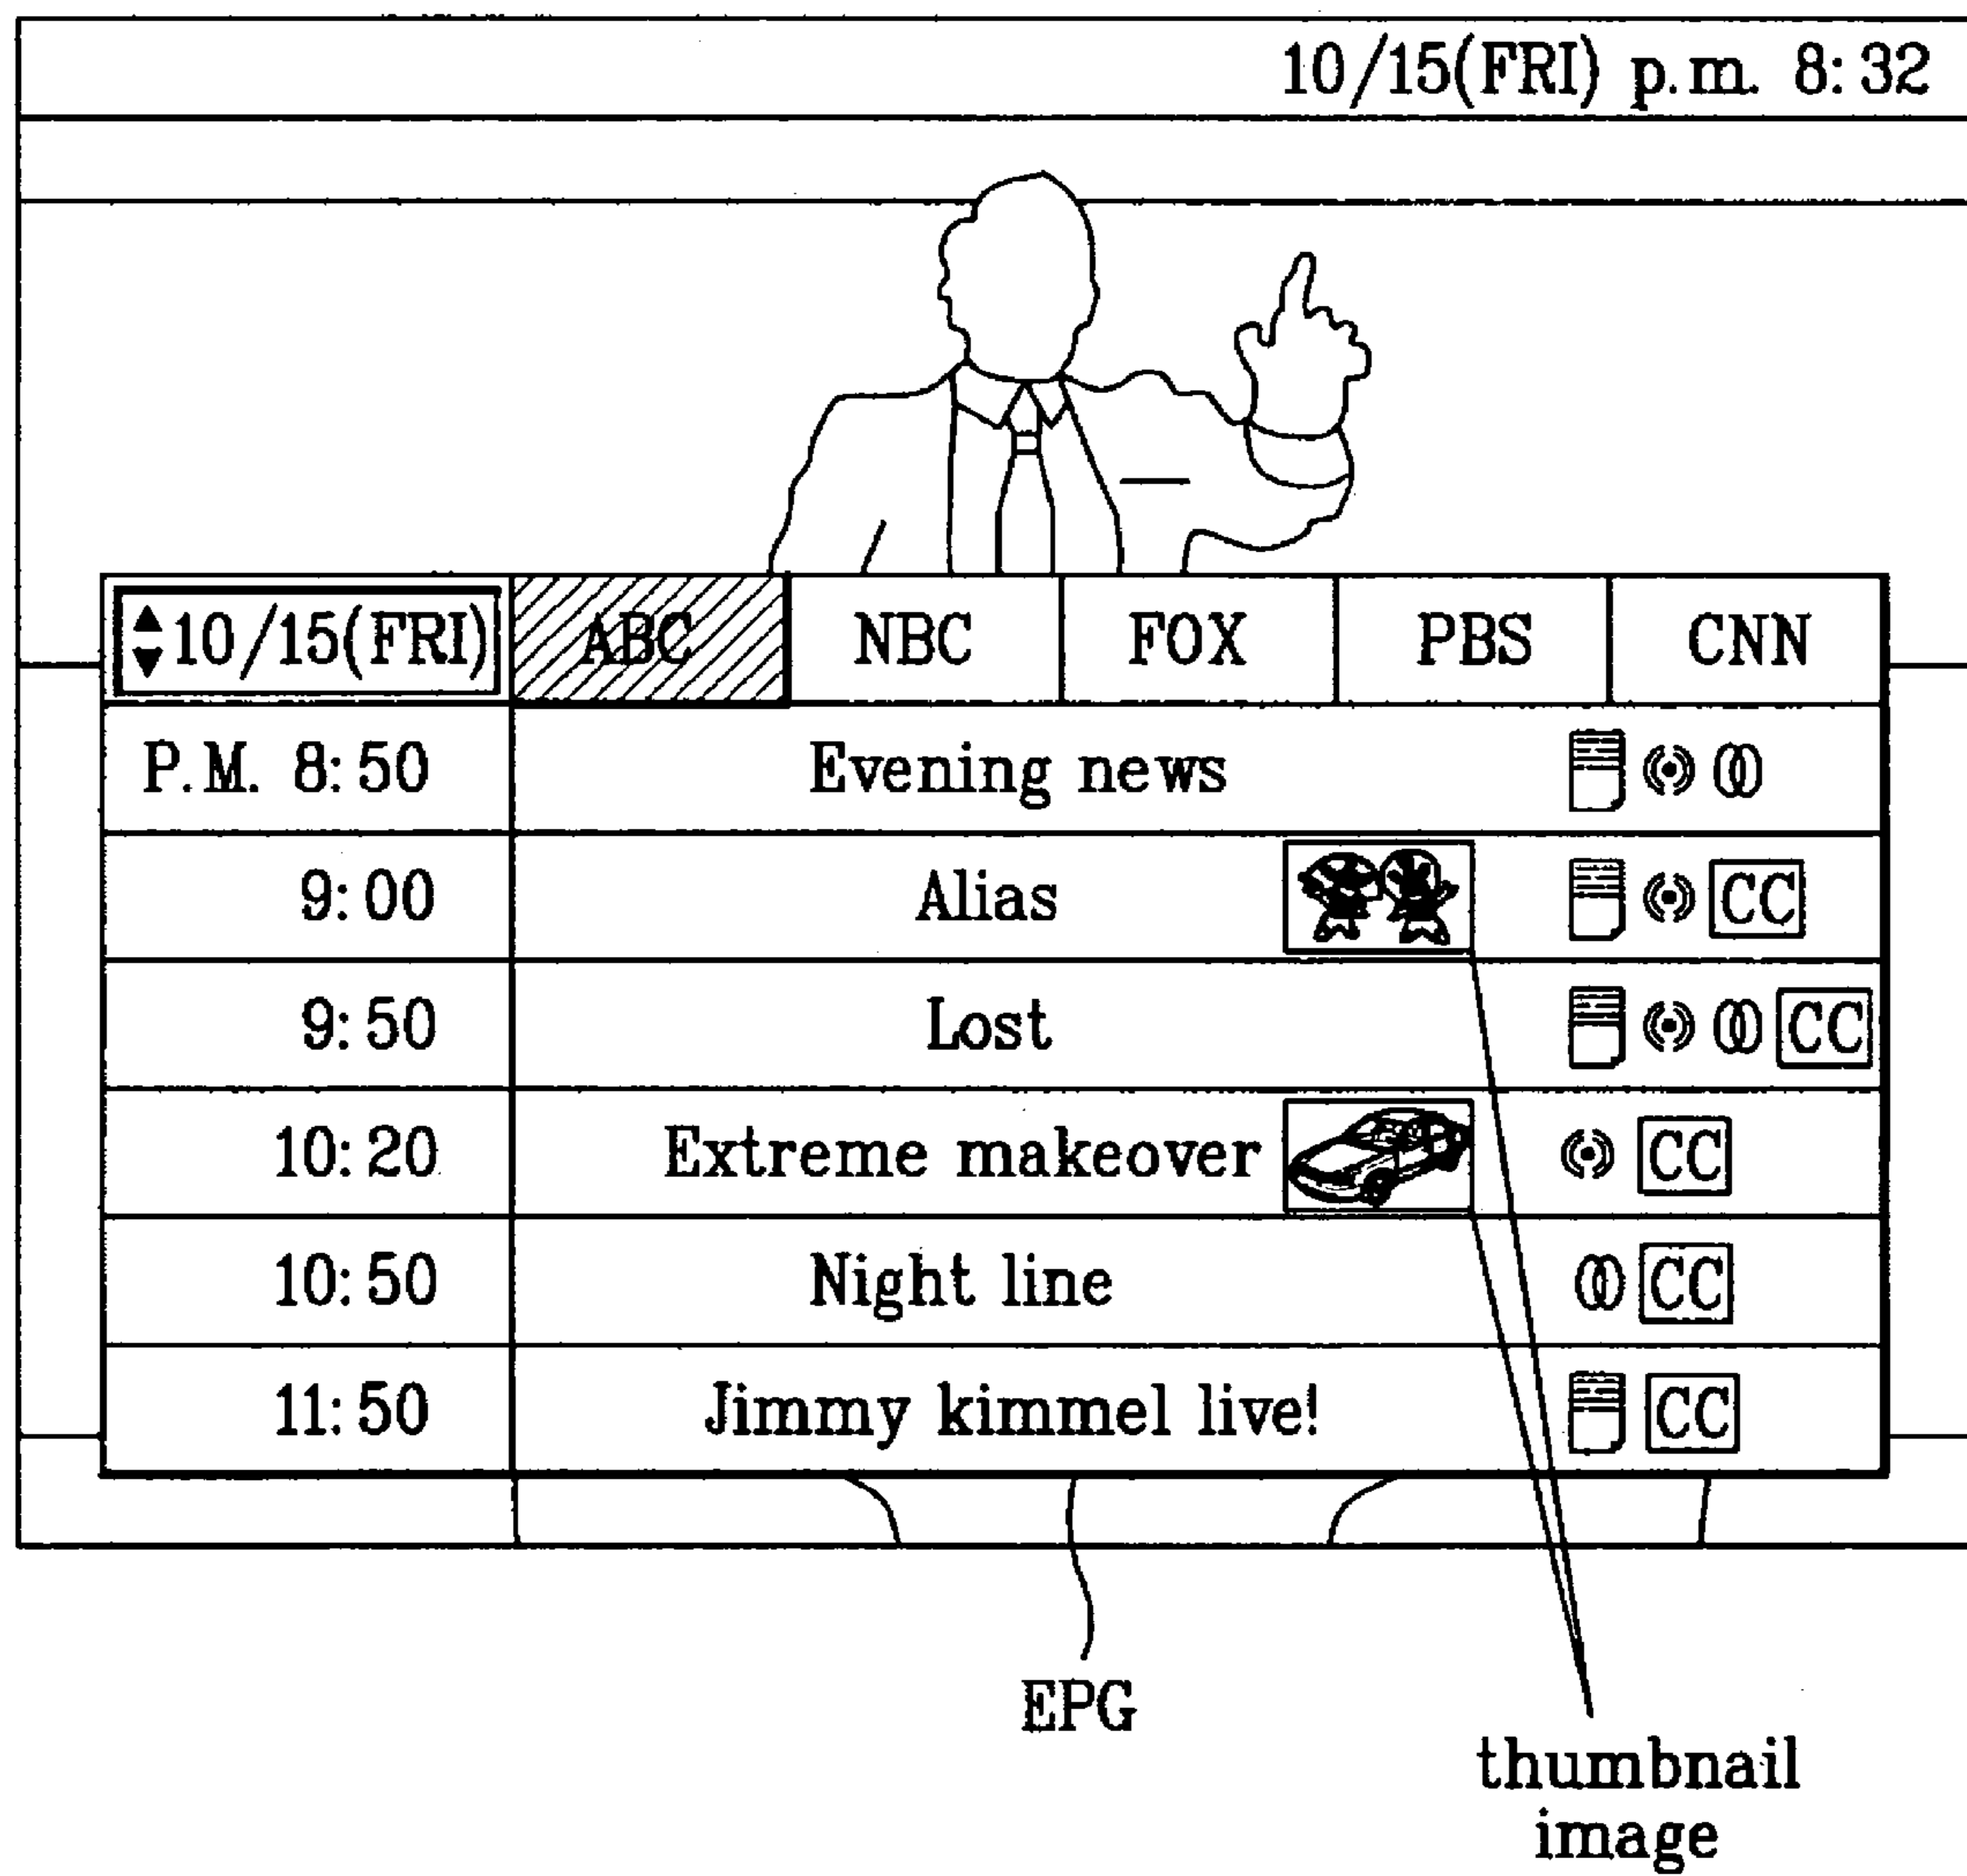 10/15(FRI) p.m. 8:32
10/15(FRI) ABC NBC FOX PBS CNN
P.M. 8:50 Evening news
9:00 Alias CC
9:50 Lost CC
10:20 Extreme makeover CC
10:50 Night line CC
11:50 Jimmy kimmel live! CC
EPG
thumbnail
image